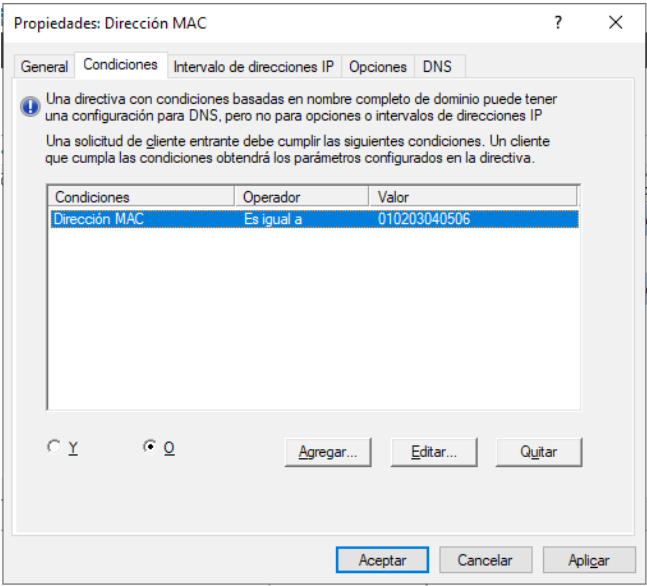 Propiedades: Dirección MAC
General Condiciones Intervalo de direcciones IP Opciones DNS
Una directiva con condiciones basadas en nombre completo de dominio puede tener
una configuración para DNS, pero no para opciones o intervalos de direcciones IP
Una solicitud de cliente entrante debe cumplir las siguientes condiciones. Un cliente
que cumpla las condiciones obtendrá los parámetros configurados en la directiva.
Condiciones Operador Valor
Dirección MAC Es igual a 010203040506
Y O Agregar... Editar... Quitar
Aceptar Cancelar Aplicar